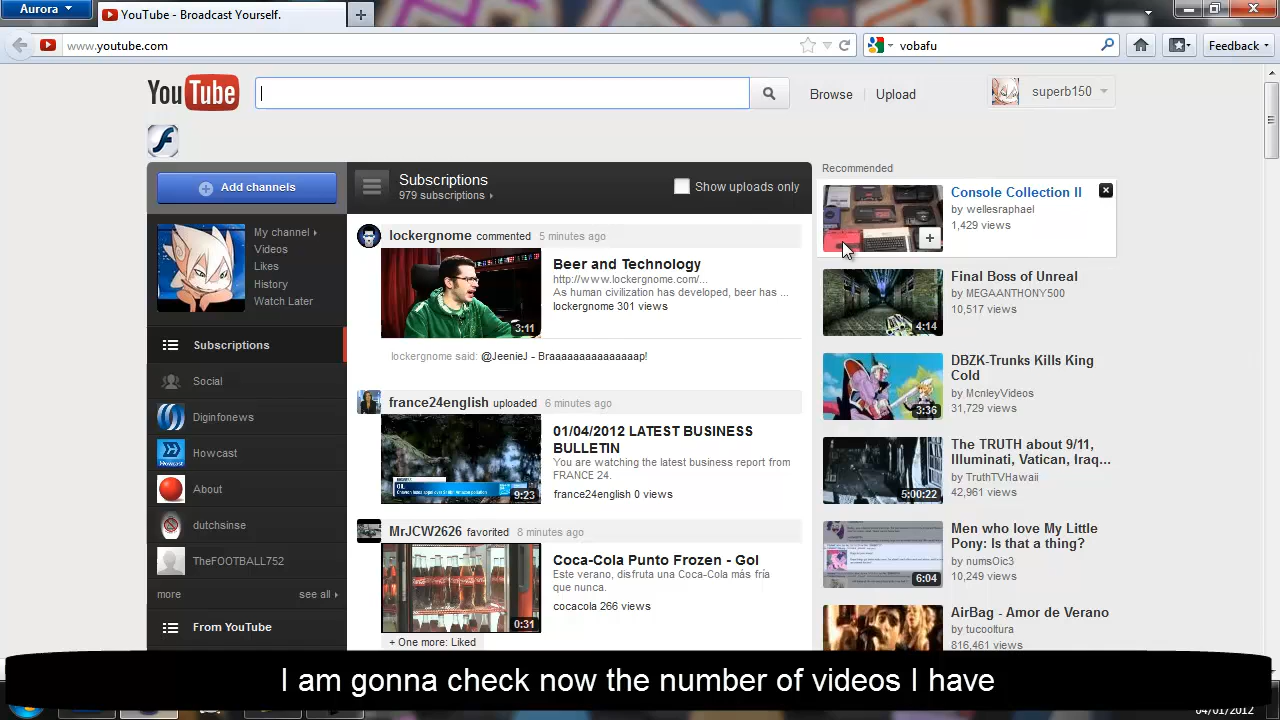 Aurora
YouTube - Broadcast Yourself.
www.youtube.com
vobafu
Feedback
YouTube
Browse
Upload
superb150
Add channels
My channel
Videos
Likes
History
Watch Later
Subscriptions
Social
Diginfonews
Howcast
Howcast
About
dutchsinse
TheFOOTBALL752
more
see all
From YouTube
Subscriptions
979 subscriptions
Show uploads only
lockergnome commented 5 minutes ago
3:11
Beer and Technology
http://www.lockergnome.com/...
As human civilization has developed, beer has ...
lockergnome 301 views
lockergnome said: @JeenieJ - Braaaaaaaaaaaaaap!
france24english uploaded 6 minutes ago
9:23
01/04/2012 LATEST BUSINESS
BULLETIN
You are watching the latest business report from
FRANCE 24.
france24english 0 views
MrJCW2626 favorited 8 minutes ago
0:31
Coca-Cola Punto Frozen - Gol
Este verano, disfruta una Coca-Cola más fría
que nunca.
cocacola 266 views
+ One more: Liked
Recommended
Console Collection II
by wellesraphael
1,429 views
4:14
Final Boss of Unreal
by MEGAANTHONY500
10,517 views
3:36
DBZK-Trunks Kills King
Cold
by McnleyVideos
31,729 views
5:00:22
The TRUTH about 9/11,
Illuminati, Vatican, Iraq...
by TruthTVHawaii
42,961 views
6:04
Men who love My Little
Pony: Is that a thing?
by numsOic3
10,249 views
AirBag - Amor de Verano
by tucooltura
816,461 views
I am gonna check now the number of videos I have
04/01/2012